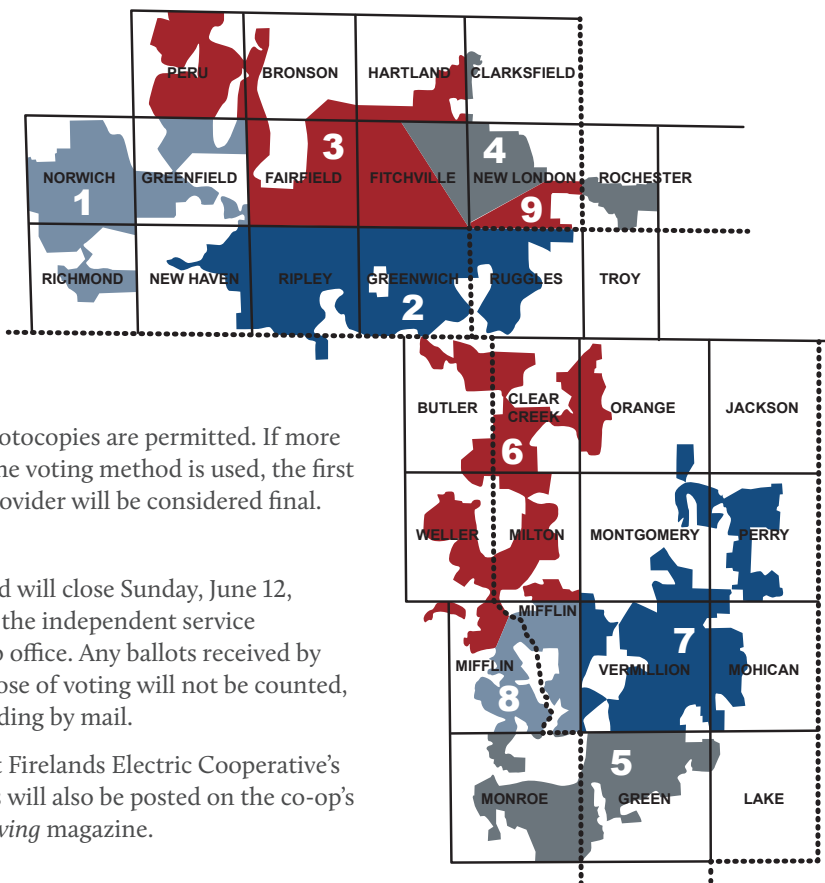 PERU BRONSON HARTLAND CLARKSFIELD
3 4
NORWICH GREENFIELD FAIRFIELD FITCHVILLE NEW LONDON ROCHESTER
1 9
RICHMOND NEW HAVEN RIPLEY GREENWICH RUGGLES TROY
2
BUTLER CLEAR CREEK ORANGE JACKSON
6
WELLER MILTON MONTGOMERY PERRY
MIFFLIN
7
MIFFLIN VERMILLION MOHICAN
8
5
MONROE GREEN LAKE
otocopies are permitted. If more
ne voting method is used, the first
ovider will be considered final.
d will close Sunday, June 12,
the independent service
p office. Any ballots received by
ose of voting will not be counted,
ding by mail.
t Firelands Electric Cooperative's
s will also be posted on the co-op's
ving magazine.